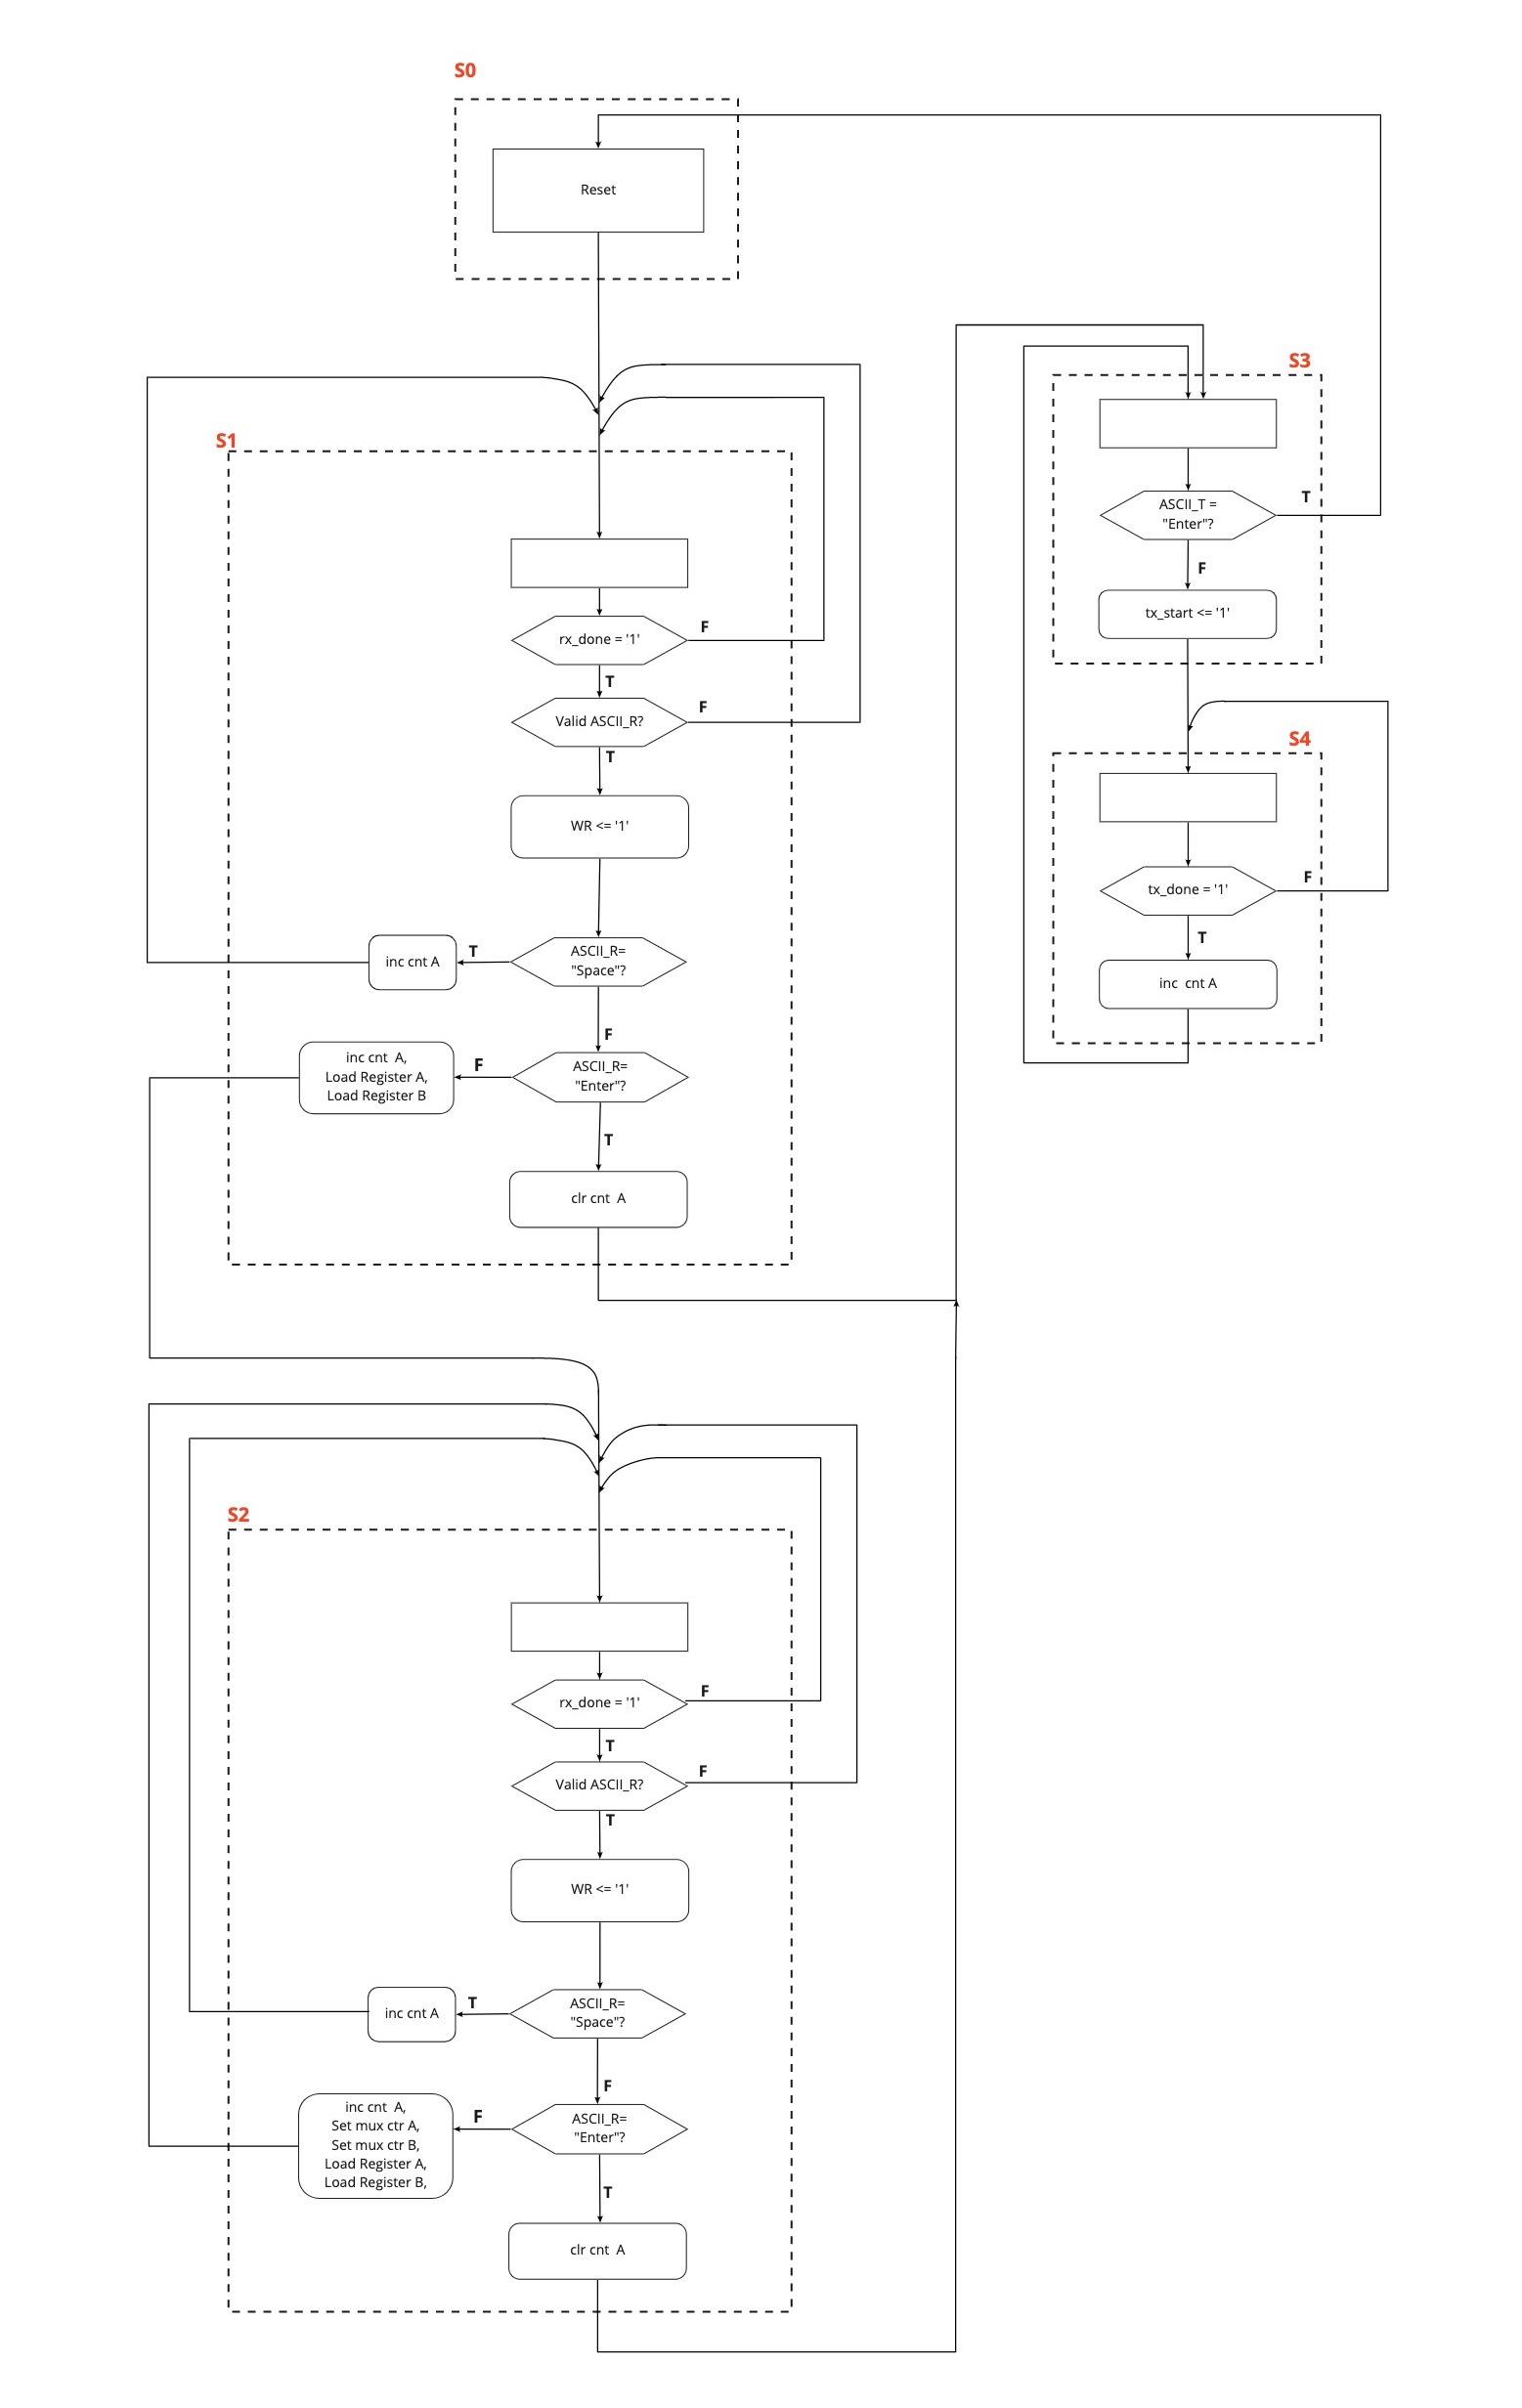 S0
Reset
S1
rx_done = '1'
F
T
Valid ASCII_R?
F
T
WR <= '1'
ASCII_R=
"Space"?
T
inc cnt A
F
ASCII_R=
"Enter"?
F
inc cnt  A,
Load Register A,
Load Register B
T
clr cnt  A
S3
ASCII_T =
"Enter"?
T
F
tx_start <= '1'
S4
tx_done = '1'
F
T
inc  cnt A
S2
rx_done = '1'
F
T
Valid ASCII_R?
F
T
WR <= '1'
ASCII_R=
"Space"?
T
inc cnt A
F
ASCII_R=
"Enter"?
F
inc cnt  A,
Set mux ctr A,
Set mux ctr B,
Load Register A,
Load Register B,
T
clr cnt  A